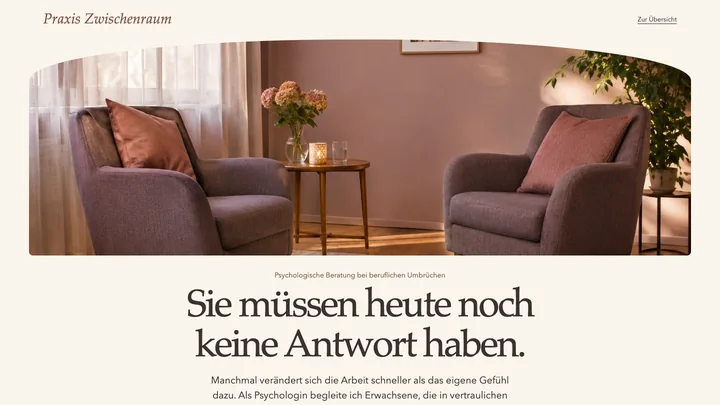 Praxis Zwischenraum
Zur Übersicht
Psychologische Beratung bei beruflichen Umbrüchen
Sie müssen heute noch
keine Antwort haben.
Manchmal verändert sich die Arbeit schneller als das eigene Gefühl
dazu. Als Psychologin begleite ich Erwachsene, die in vertraulichen